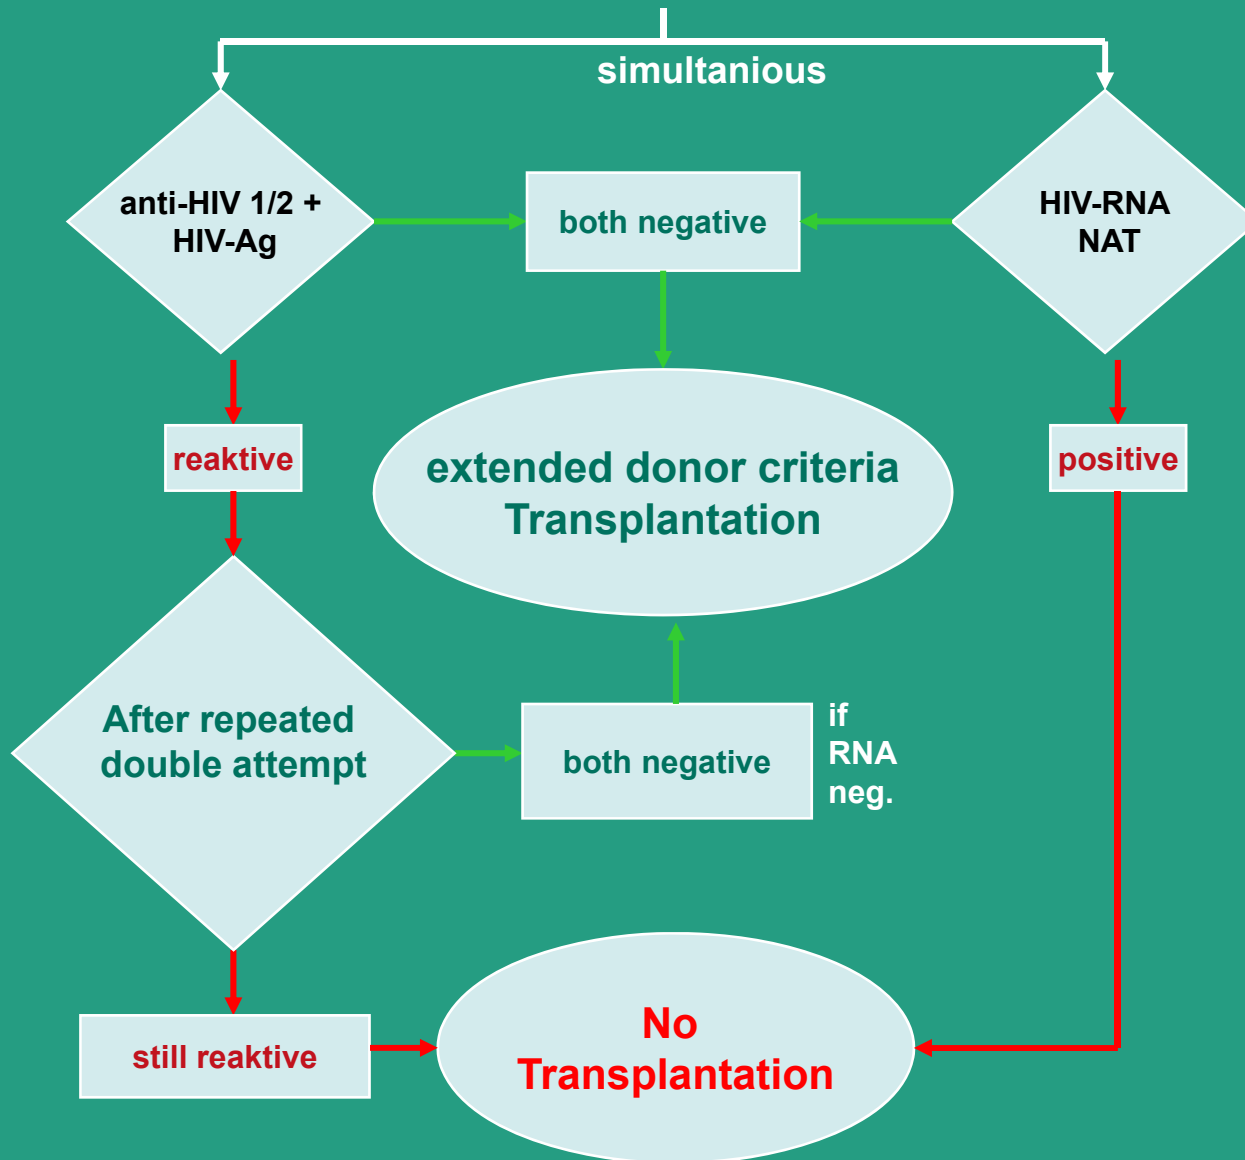 simultanious
anti-HIV 1/2 +
HIV-Ag
both negative
HIV-RNA
NAT
reaktive
extended donor criteria
Transplantation
positive
After repeated
double attempt
both negative
if
RNA
neg.
still reaktive
No
Transplantation